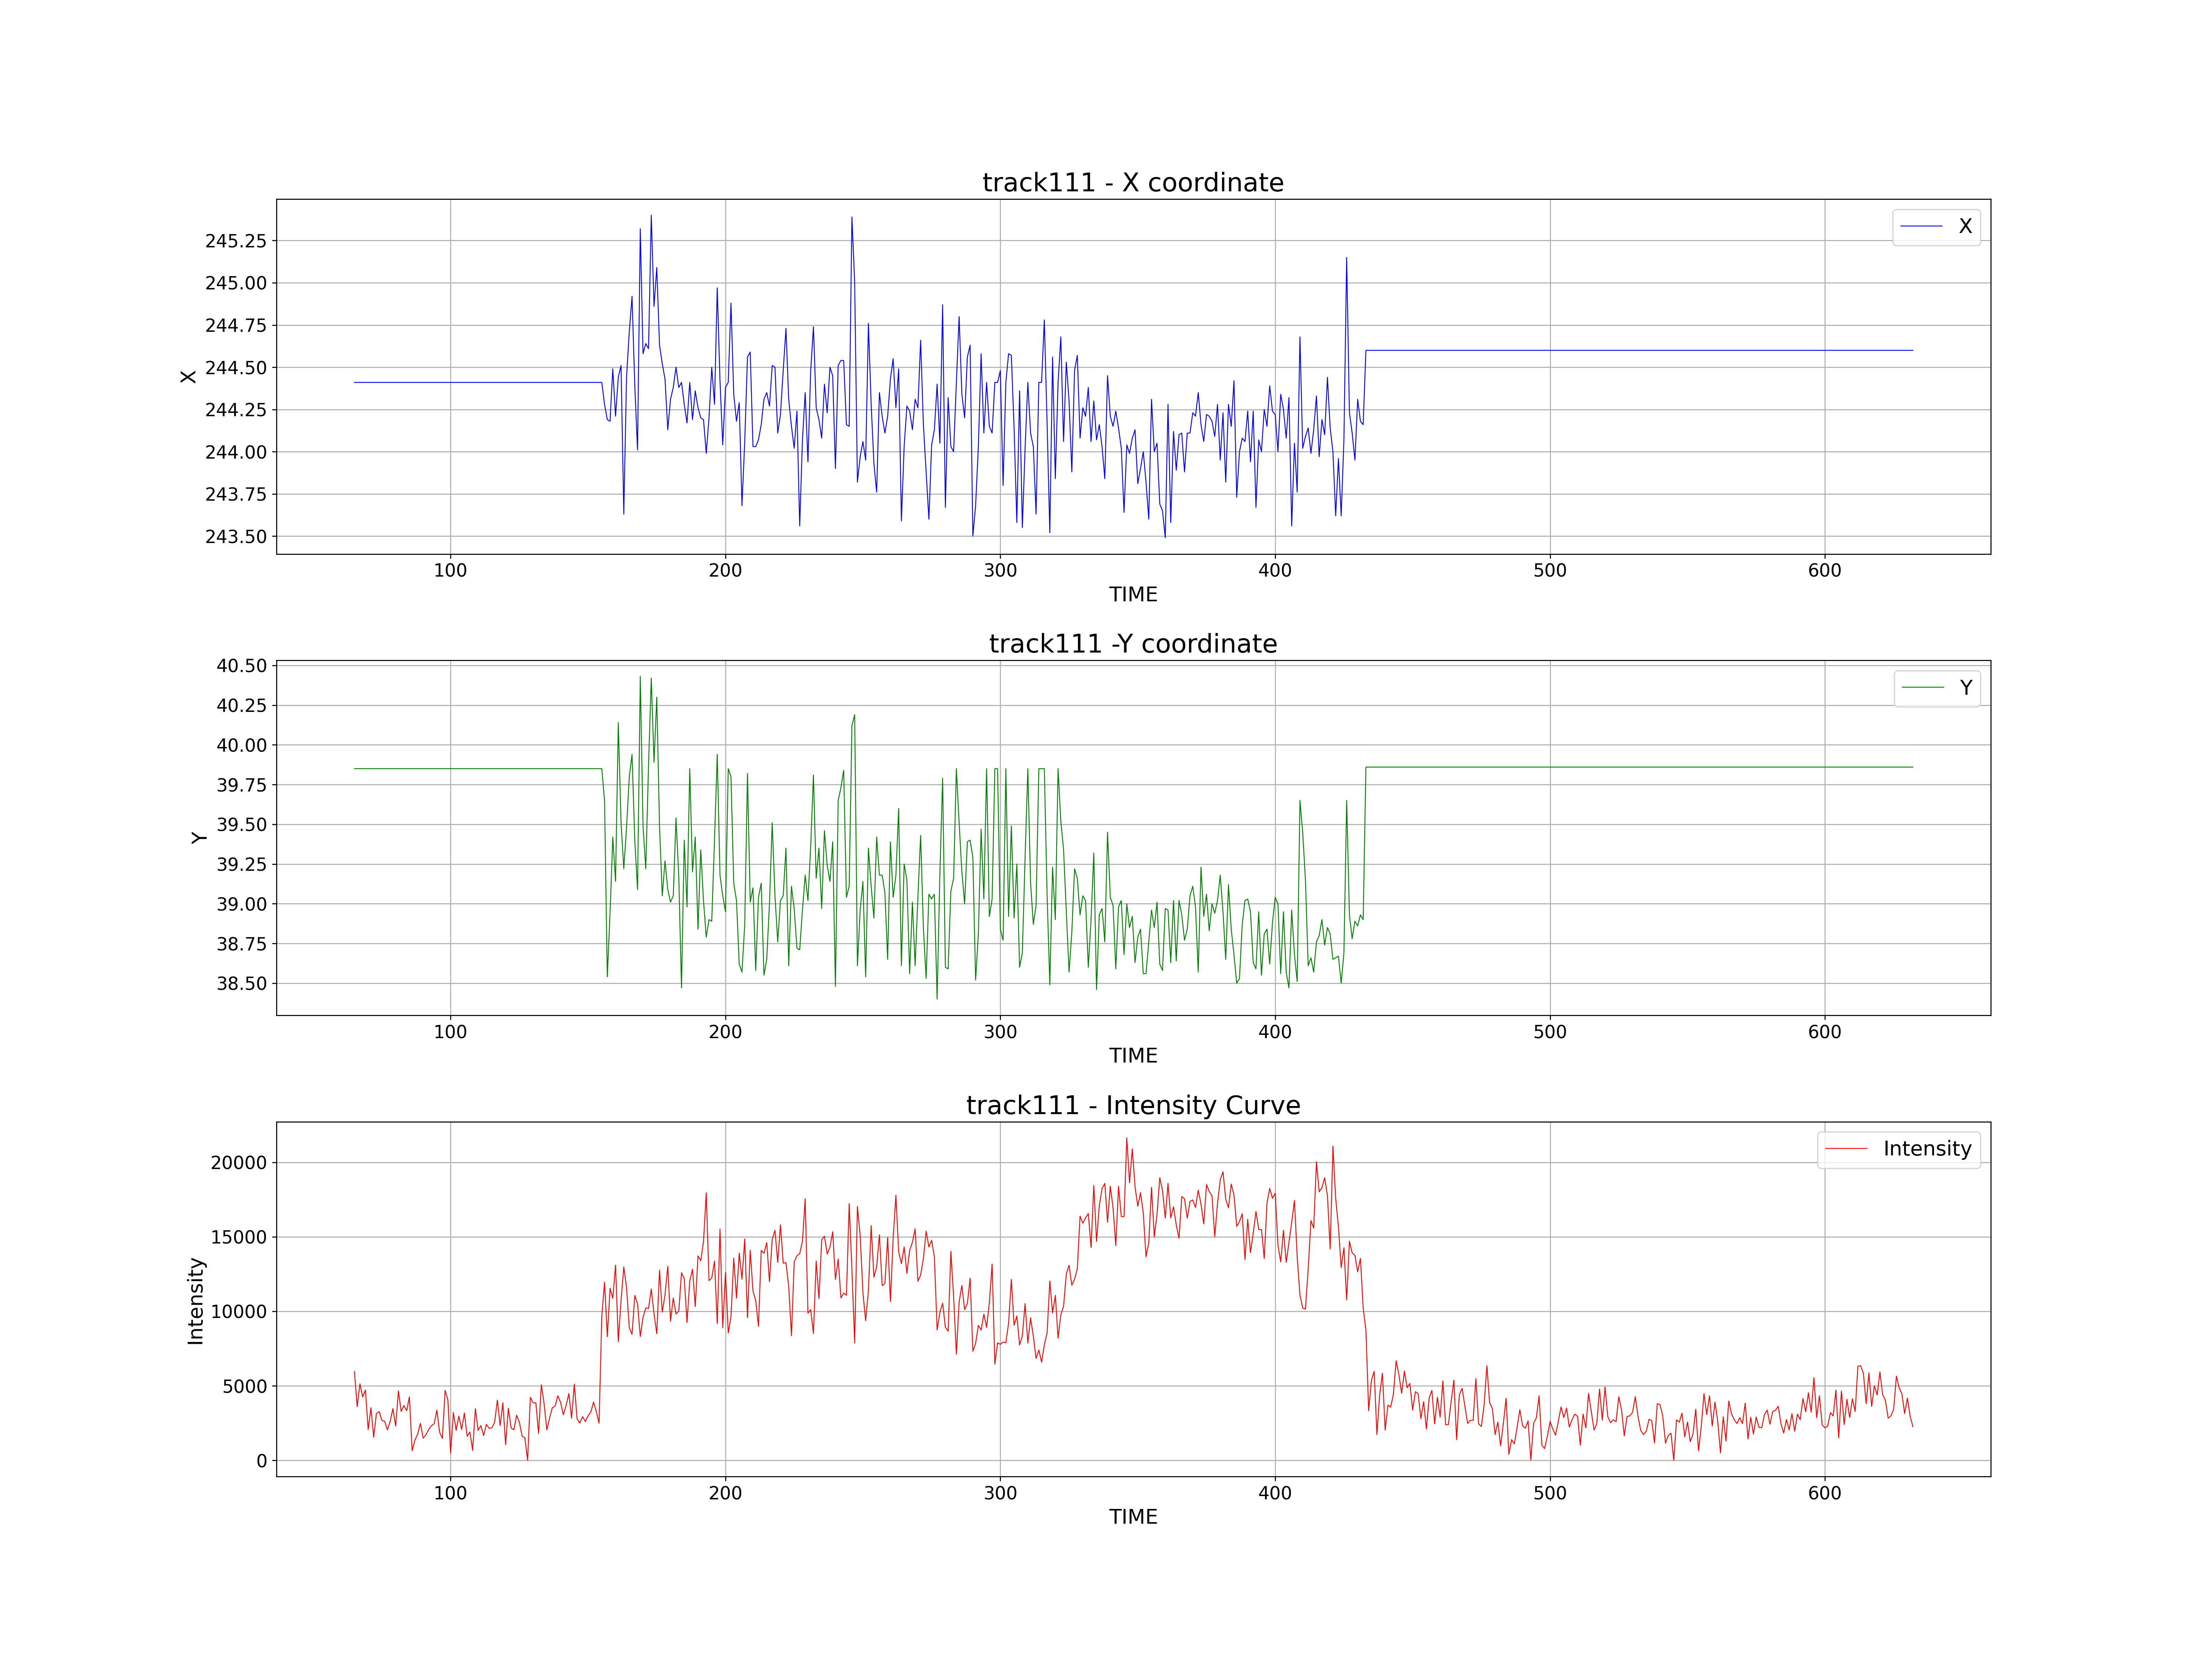 track111 - X coordinate
X
245.25
245.00
244.75
244.50
244.25
244.00
243.75
243.50
X
100 200 300 400 500 600
TIME
track111 -Y coordinate
Y
40.50
40.25
40.00
39.75
39.50
39.25
39.00
38.75
38.50
Y
100 200 300 400 500 600
TIME
track111 - Intensity Curve
Intensity
20000
15000
10000
5000
0
Intensity
100 200 300 400 500 600
TIME